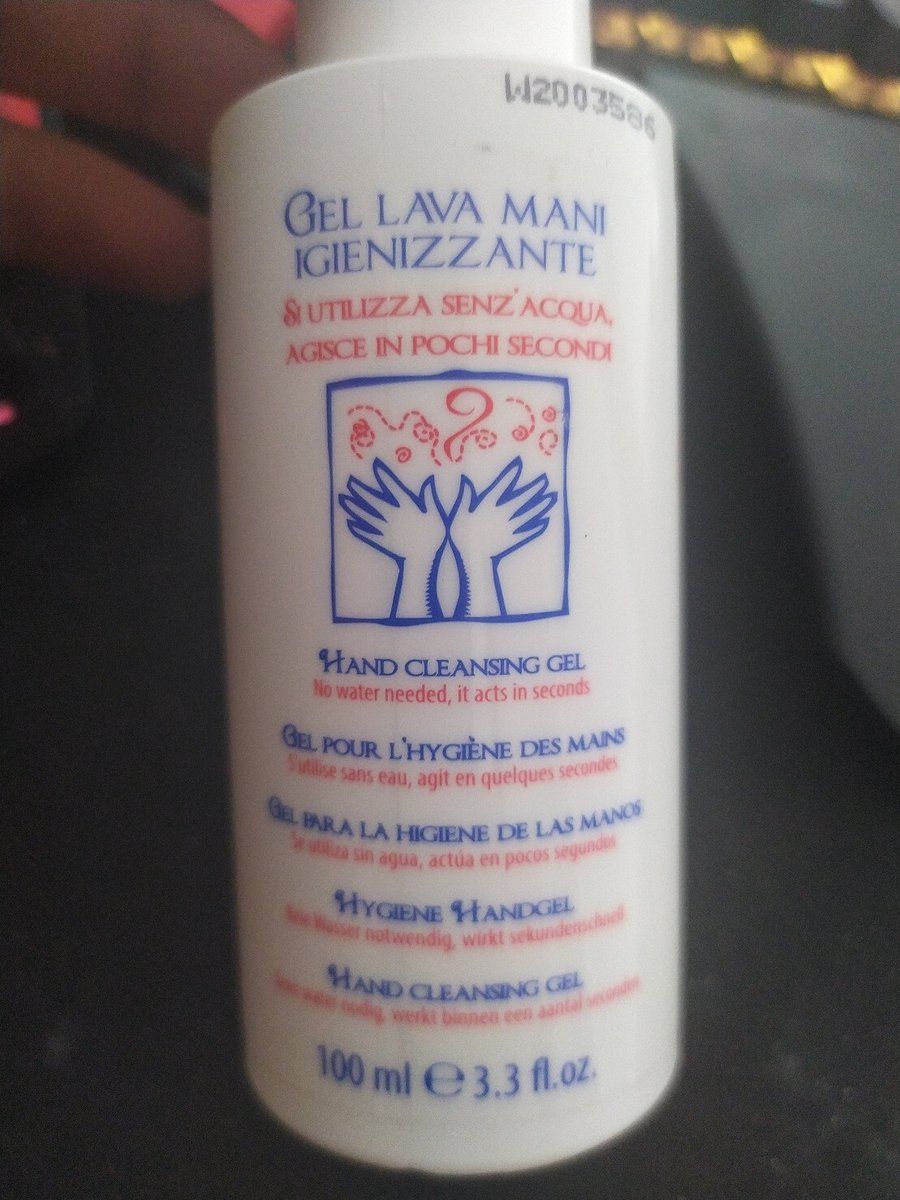 W2003586
GEL LAVA MANI
IGIENIZZANTE
SI UTILIZZA SENZ'ACQUA,
AGISCE IN POCHI SECONDI
HAND CLEANSING GEL
No water needed, it acts in seconds
GEL POUR L'HYGIÈNE DES MAINS
S'utilise sans eau, agit en quelques secondes
GEL PARA LA HIGIENE DE LAS MANOS
Se utiliza sin agua, actúa en pocos segundos
HYGIENE HANDGEL
Wasser notwendig, wirkt sekundenschnell
HAND CLEANSING GEL
water nodig, werkt binnen een aantal seconden
100 ml ℮ 3.3 fl.oz.